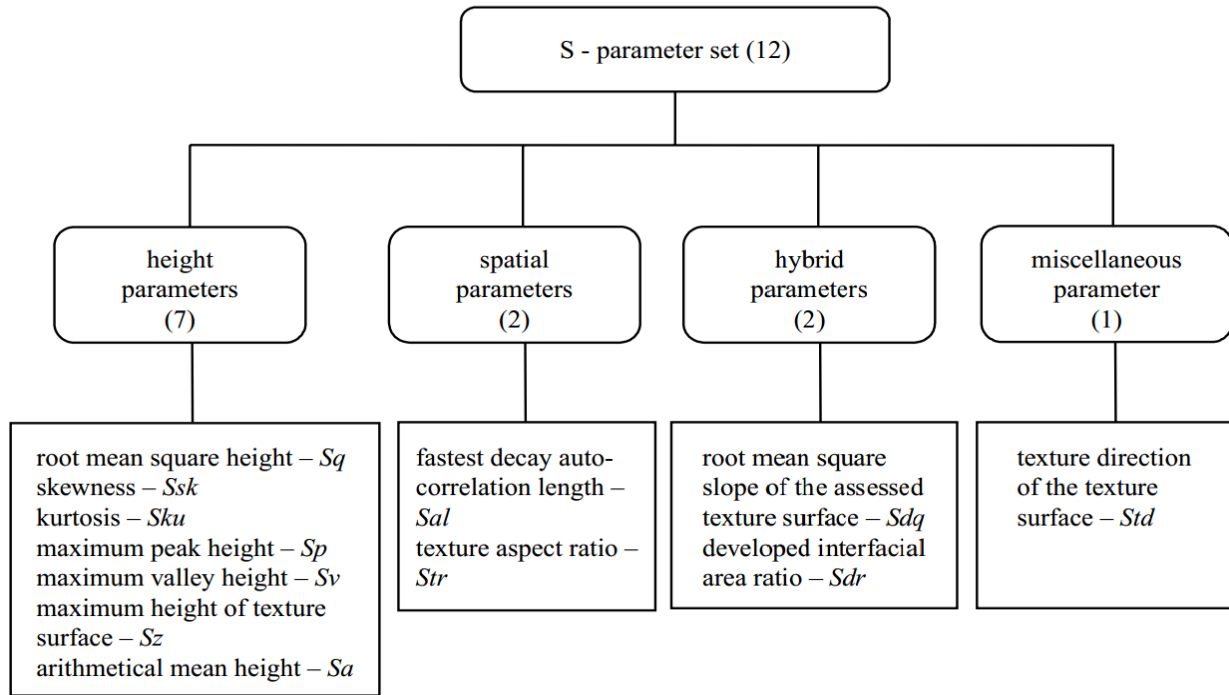 S - parameter set (12)
height
parameters
(7)
spatial
parameters
(2)
hybrid
parameters
(2)
miscellaneous
parameter
(1)
root mean square height – Sq
skewness – Ssk
kurtosis – Sku
maximum peak height – Sp
maximum valley height – Sv
maximum height of texture
surface – Sz
arithmetical mean height – Sa
fastest decay auto-
correlation length –
Sal
texture aspect ratio –
Str
root mean square
slope of the assessed
texture surface – Sdq
developed interfacial
area ratio – Sdr
texture direction
of the texture
surface – Std